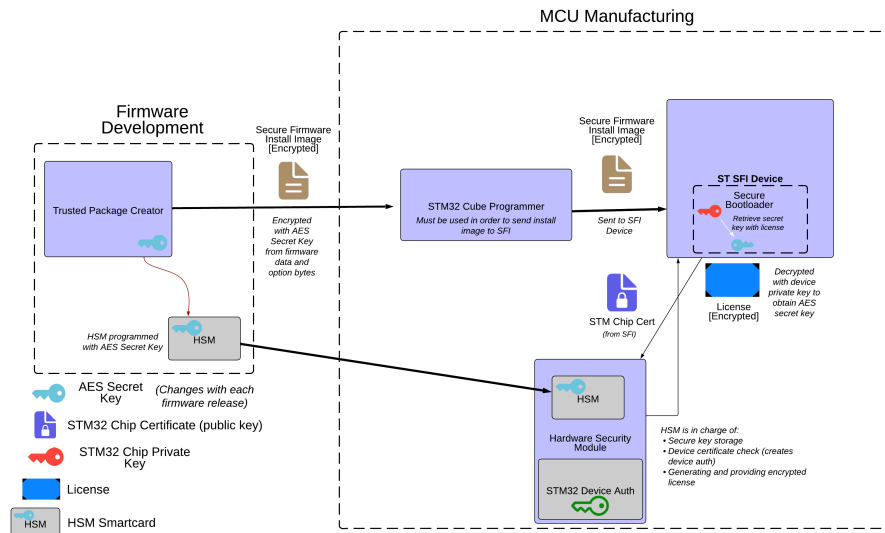 MCU Manufacturing
Firmware
Development
Secure Firmware
Install Image
[Encrypted]
Secure Firmware
Install Image
[Encrypted]
Trusted Package Creator
STM32 Cube Programmer
Must be used in order to send install
image to SFI
ST SFI Device
Secure
Bootloader
Retrieve secret
key with license
Encrypted
with AES
Secret Key
from firmware
data and
option bytes
Sent to SFI
Device
License
[Encrypted]
Decrypted
with device
private key to
obtain AES
secret key
STM Chip Cert
(from SFI)
HSM programmed
with AES Secret Key
HSM
HSM
Hardware Security
Module
STM32 Device Auth
HSM is in charge of:
• Secure key storage
• Device certificate check (creates
device auth)
• Generating and providing encrypted
license
AES Secret
Key
(Changes with each
firmware release)
STM32 Chip Certificate (public key)
STM32 Chip Private
Key
License
HSM
HSM Smartcard